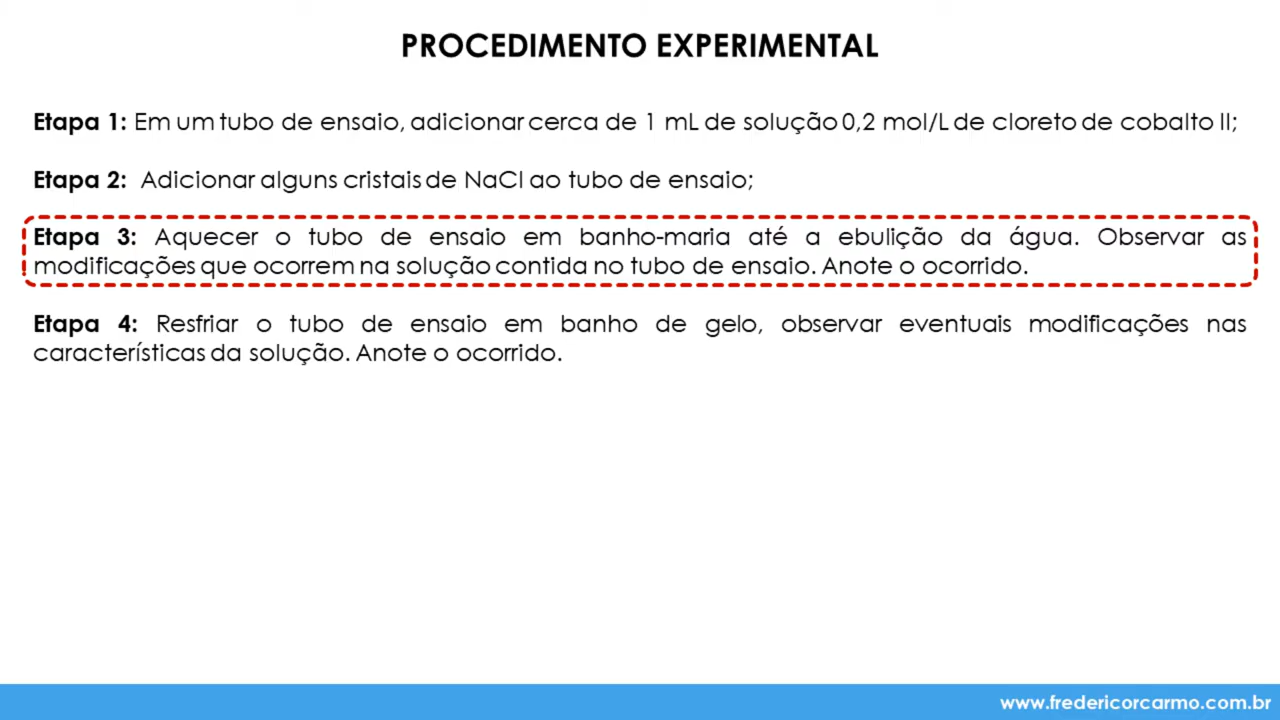 PROCEDIMENTO EXPERIMENTAL
Etapa 1: Em um tubo de ensaio, adicionar cerca de 1 mL de solução 0,2 mol/L de cloreto de cobalto II;
Etapa 2: Adicionar alguns cristais de NaCl ao tubo de ensaio;
Etapa 3: Aquecer o tubo de ensaio em banho-maria até a ebulição da água. Observar as
modificações que ocorrem na solução contida no tubo de ensaio. Anote o ocorrido.
Etapa 4: Resfriar o tubo de ensaio em banho de gelo, observar eventuais modificações nas
características da solução. Anote o ocorrido.
www.fredericorcarmo.com.br